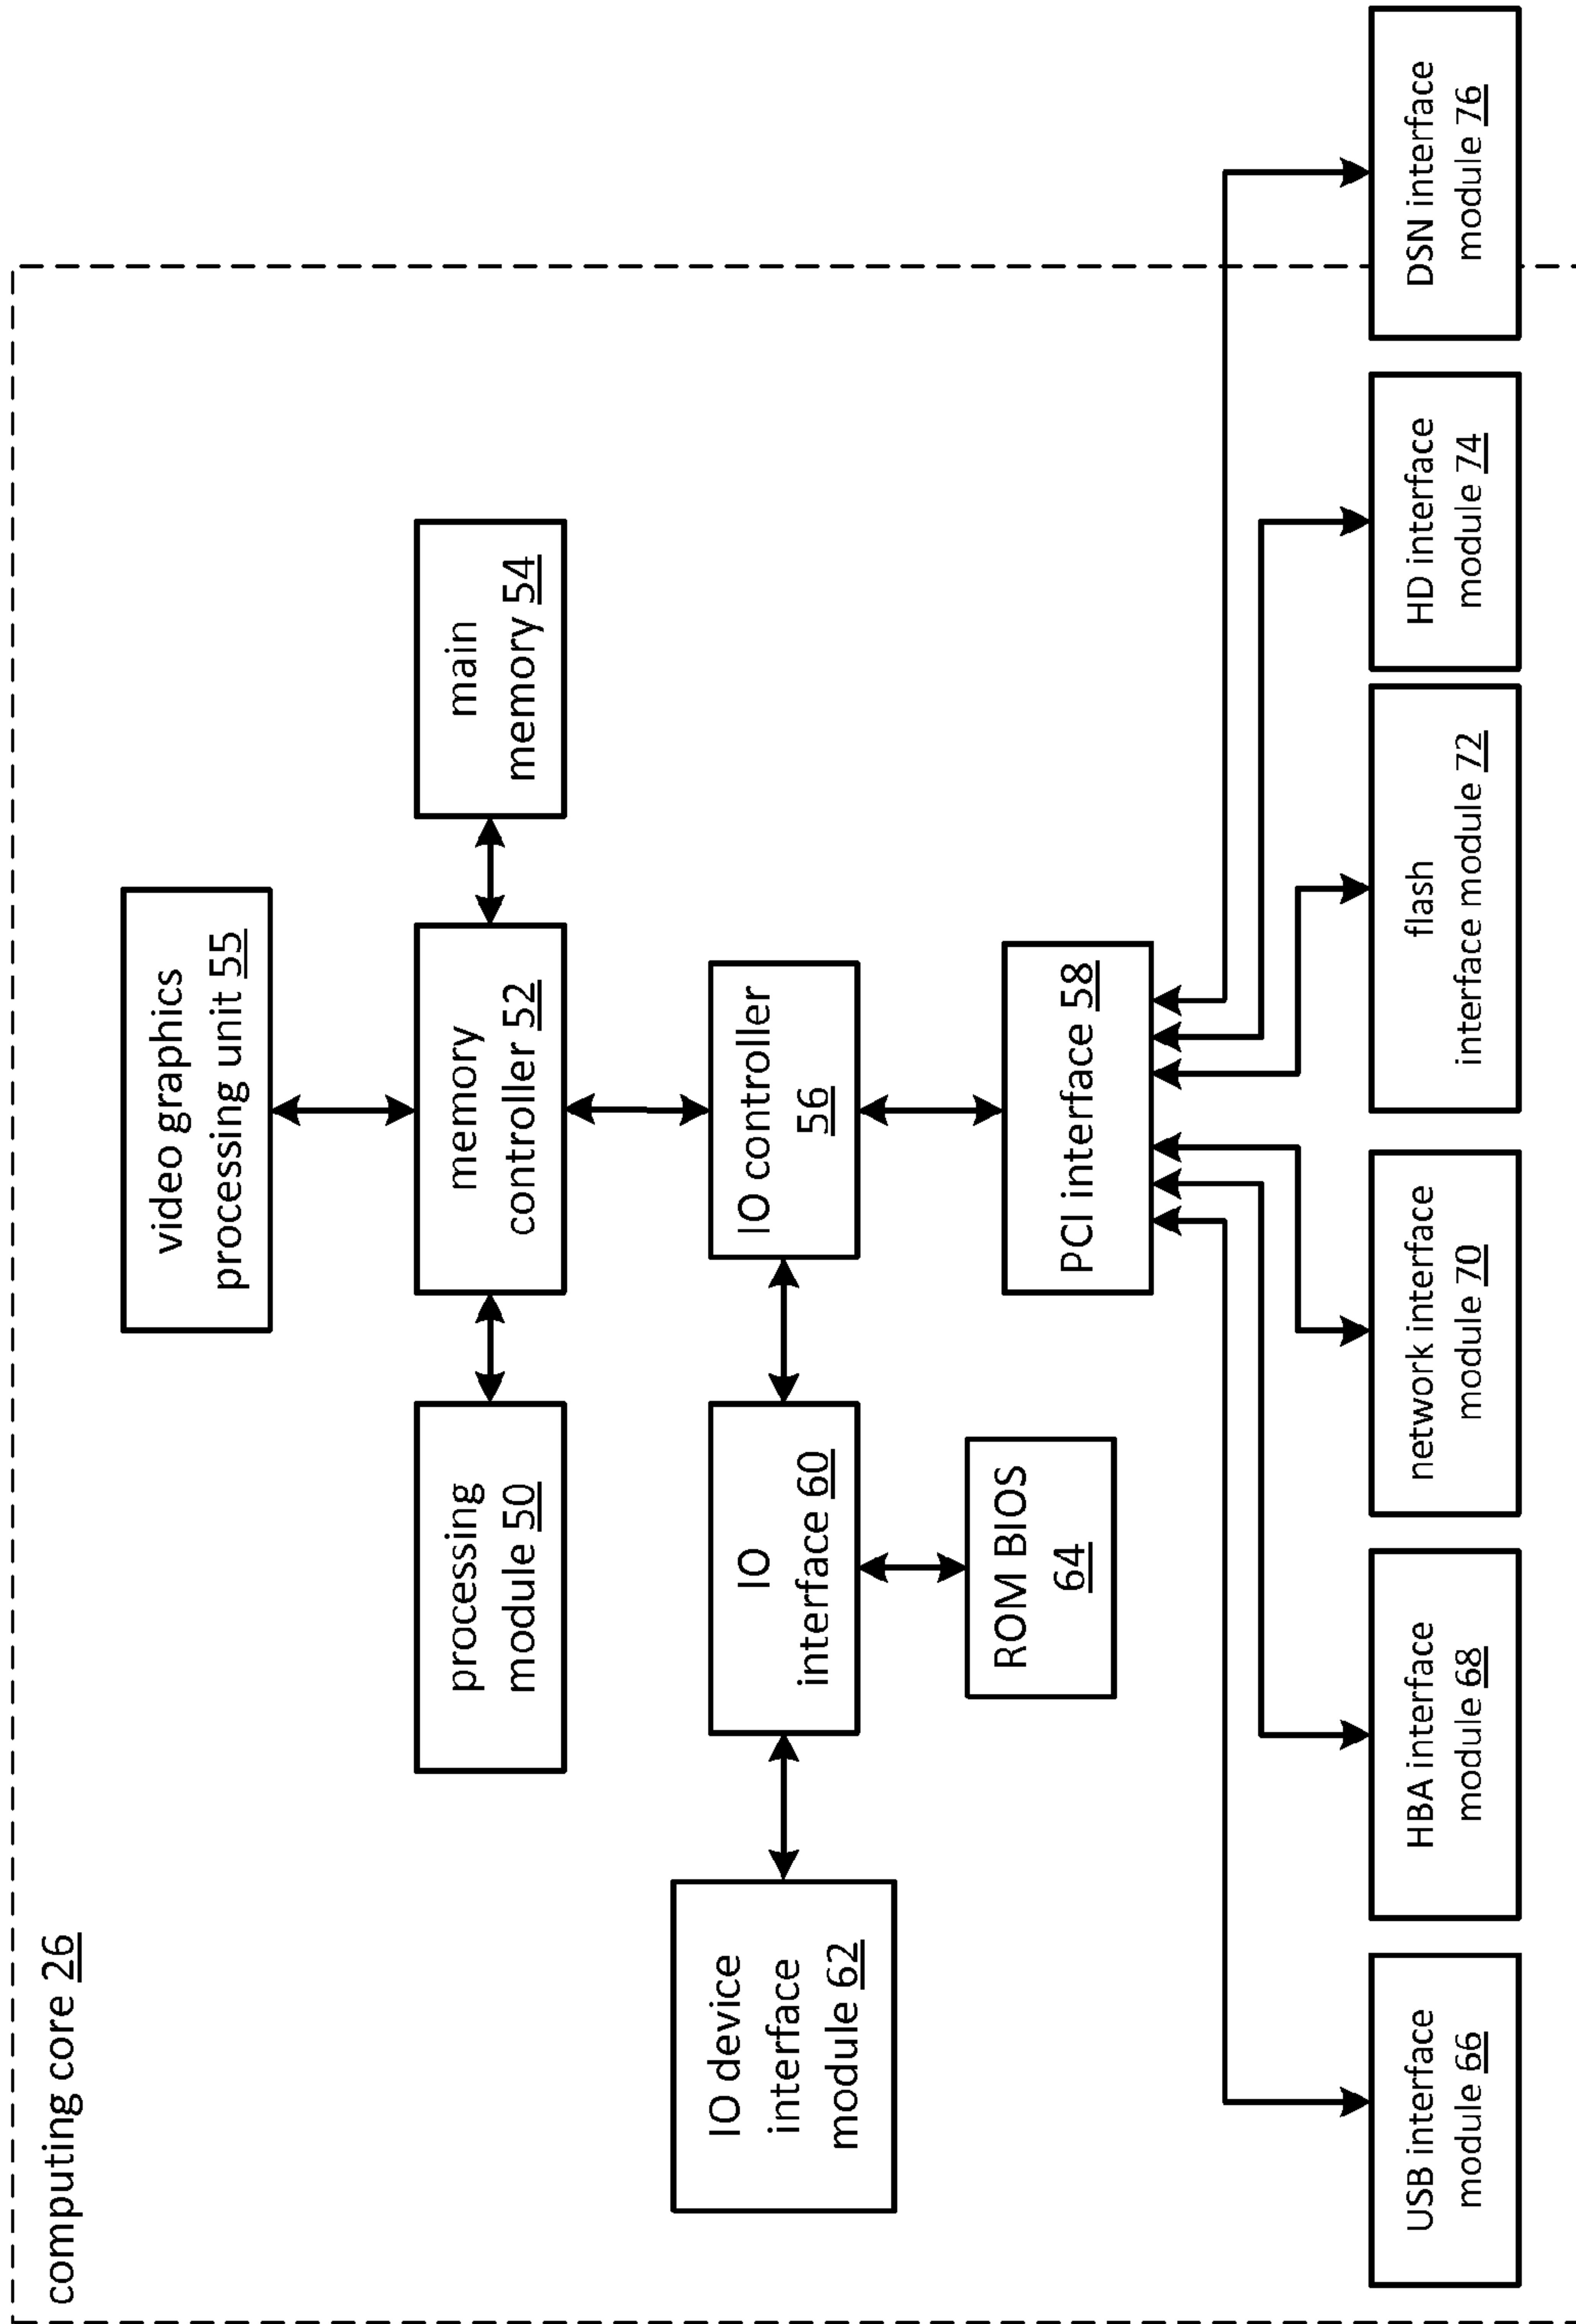 computing core 26
video graphics
processing unit 55
processing
module 50
memory
controller 52
main
memory 54
IO device
interface
module 62
IO
interface 60
IO controller
56
ROM BIOS
64
PCI interface 58
USB interface
module 66
HBA interface
module 68
network interface
module 70
flash
interface module 72
HD interface
module 74
DSN interface
module 76